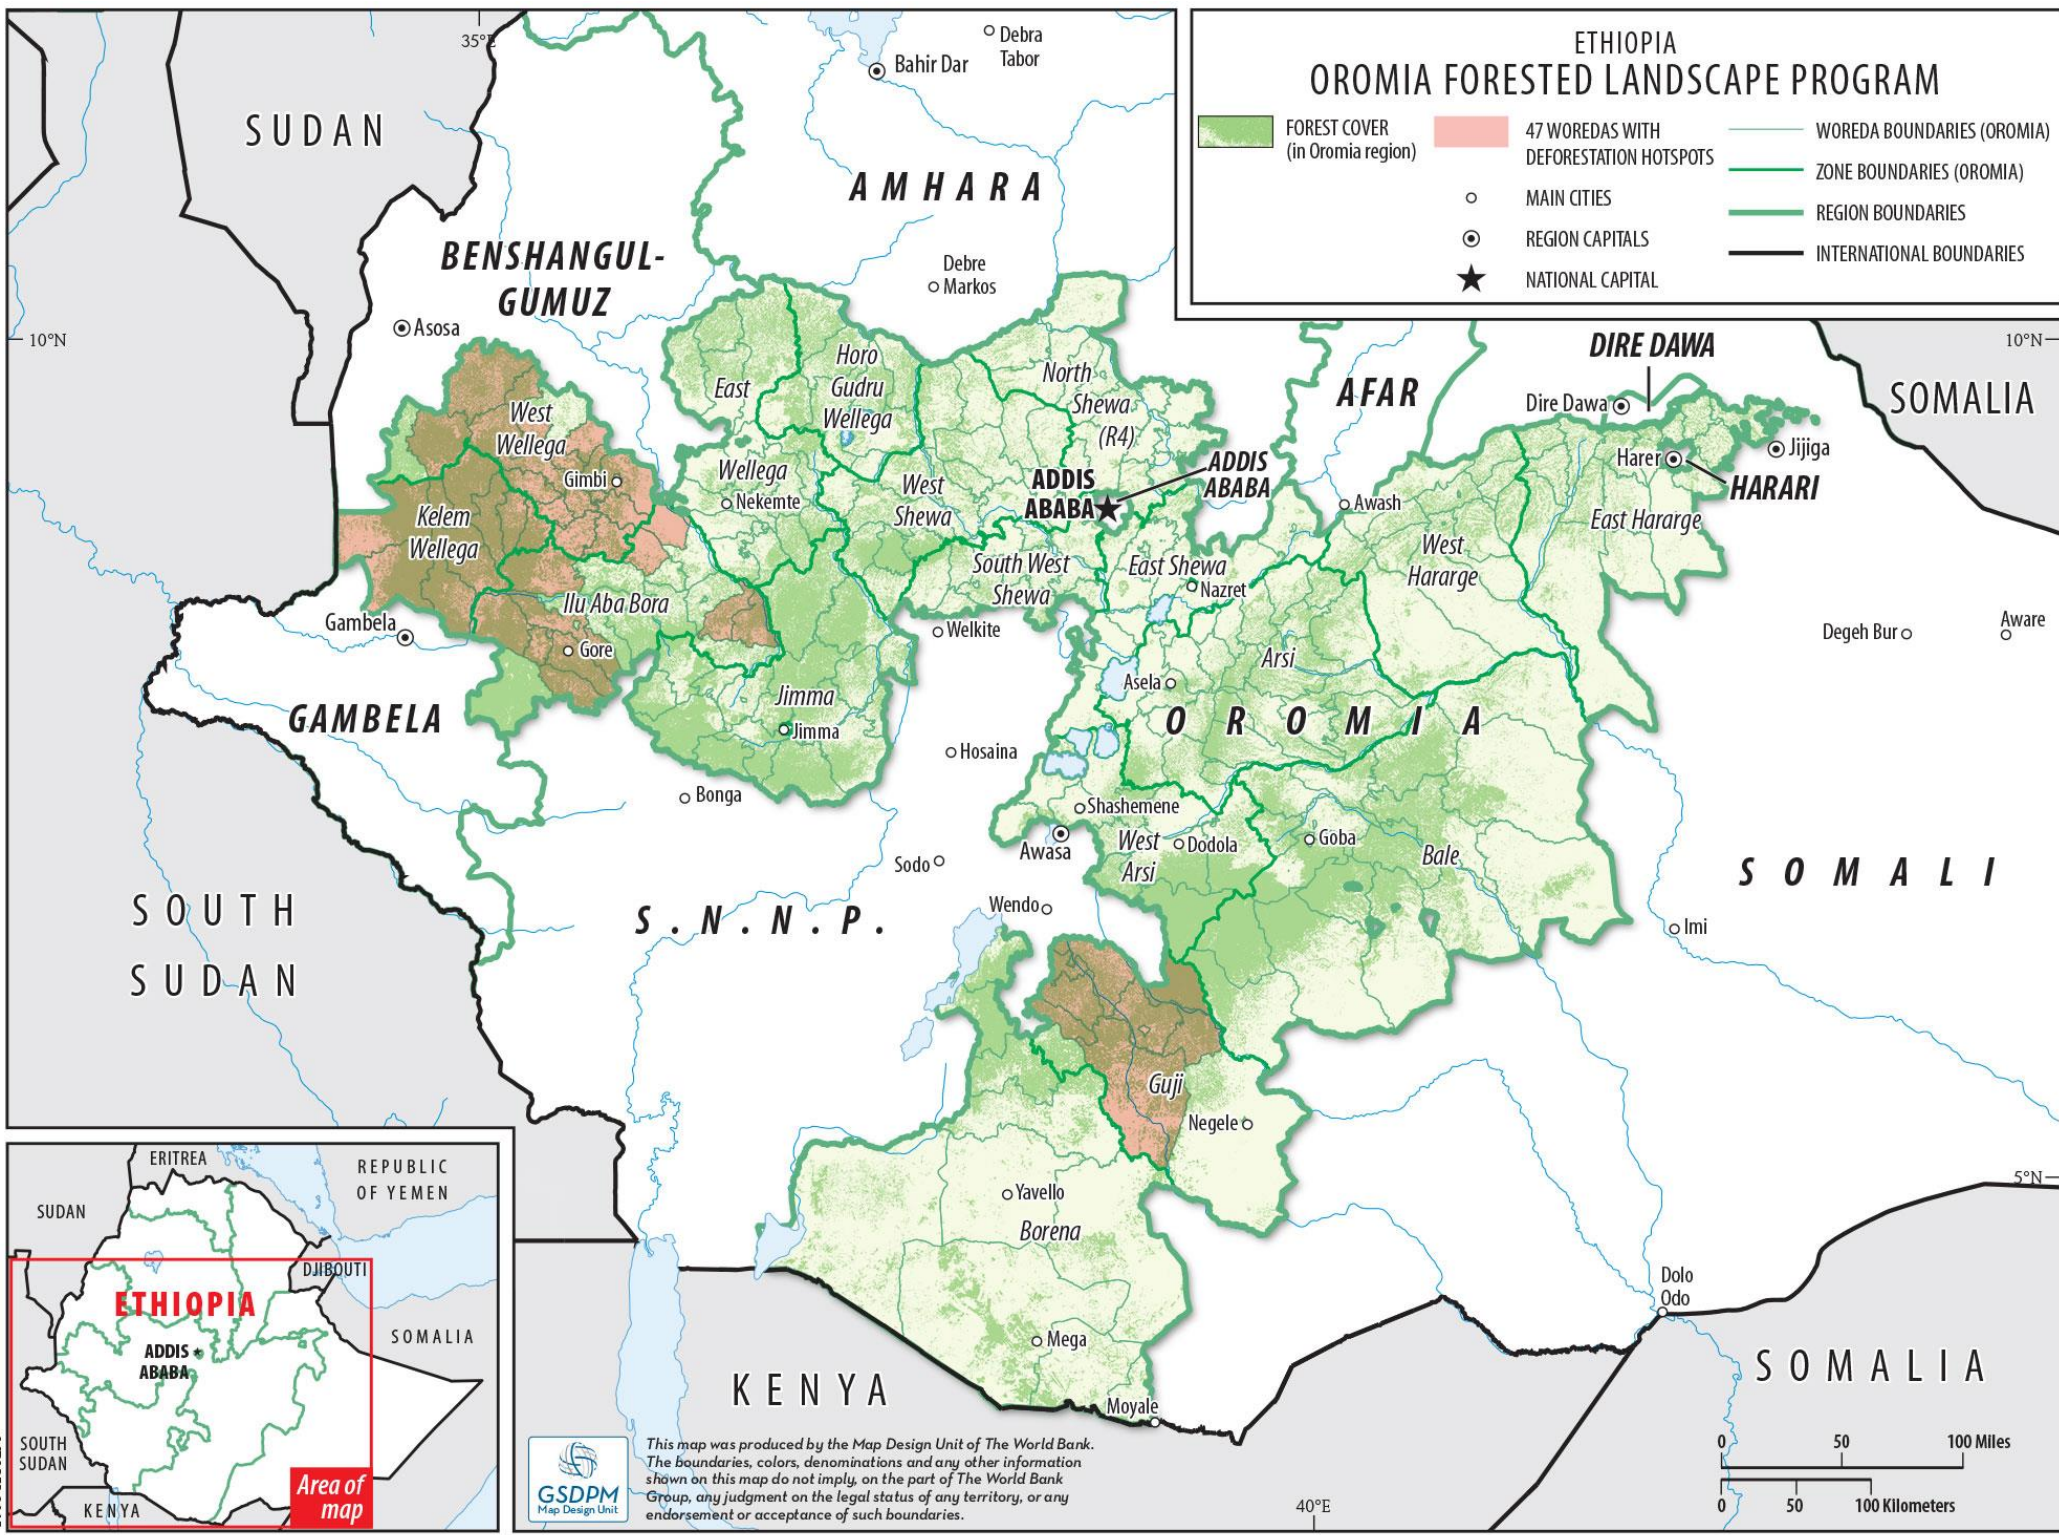 ETHIOPIA
OROMIA FORESTED LANDSCAPE PROGRAM
FOREST COVER
(in Oromia region)
47 WOREDAS WITH
DEFORESTATION HOTSPOTS
MAIN CITIES
REGION CAPITALS
NATIONAL CAPITAL
WOREDA BOUNDARIES (OROMIA)
ZONE BOUNDARIES (OROMIA)
REGION BOUNDARIES
INTERNATIONAL BOUNDARIES
35°E
Debra
Tabor
Bahir Dar
SUDAN
AMHARA
BENSHANGUL-
GUMUZ
Debre
Markos
Asosa
10°N
10°N
DIRE DAWA
SOMALIA
AFAR
Dire Dawa
Jijiga
Harer
HARARI
East
Horo
Gudru
Wellega
North
Shewa
(R4)
West
Wellega
Gimbi
Wellega
Nekemte
West
Shewa
ADDIS
ABABA
ADDIS
ABABA
Awash
East Hararge
West
Hararge
Kelem
Wellega
South West
Shewa
East Shewa
Nazret
Ilu Aba Bora
Gambela
Gore
Welkite
Degeh Bur
Aware
Arsi
Asela
GAMBELA
Jimma
Jimma
OROMIA
Hosaina
Bonga
Shashemene
Awasa
West
Arsi
Dodola
Goba
Bale
Sodo
SOMALI
Wendo
S.N.N.P.
Imi
SOUTH
SUDAN
Guji
Negele
5°N
Yavello
Borena
Dolo
Odo
Mega
Moyale
KENYA
SOMALIA
ERITREA
REPUBLIC
OF YEMEN
SUDAN
DJIBOUTI
ETHIOPIA
SOMALIA
ADDIS
ABABA
SOUTH
SUDAN
KENYA
Area of
map
GSDPM
Map Design Unit
This map was produced by the Map Design Unit of The World Bank.
The boundaries, colors, denominations and any other information
shown on this map do not imply, on the part of The World Bank
Group, any judgment on the legal status of any territory, or any
endorsement or acceptance of such boundaries.
40°E
0 50 100 Miles
0 50 100 Kilometers